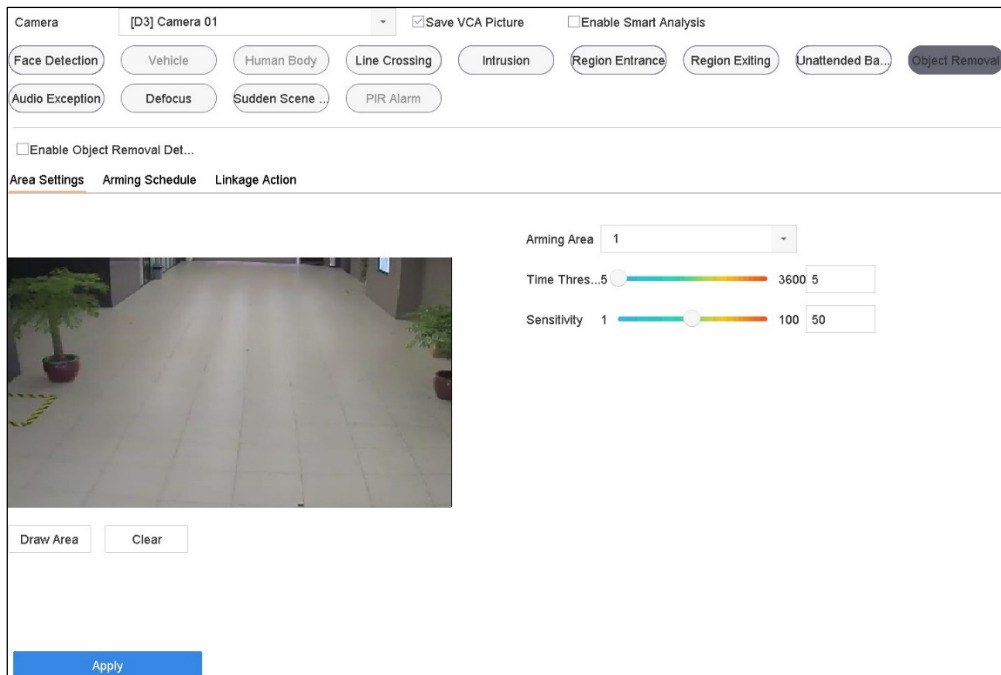 Camera [D3] Camera 01 Save VCA Picture Enable Smart Analysis
Face Detection Vehicle Human Body Line Crossing Intrusion Region Entrance Region Exiting Unattended Ba... Object Removal
Audio Exception Defocus Sudden Scene ... PIR Alarm
Enable Object Removal Det...
Area Settings Arming Schedule Linkage Action
Arming Area 1
Time Thres...5 3600 5
Sensitivity 1 100 50
Draw Area Clear
Apply